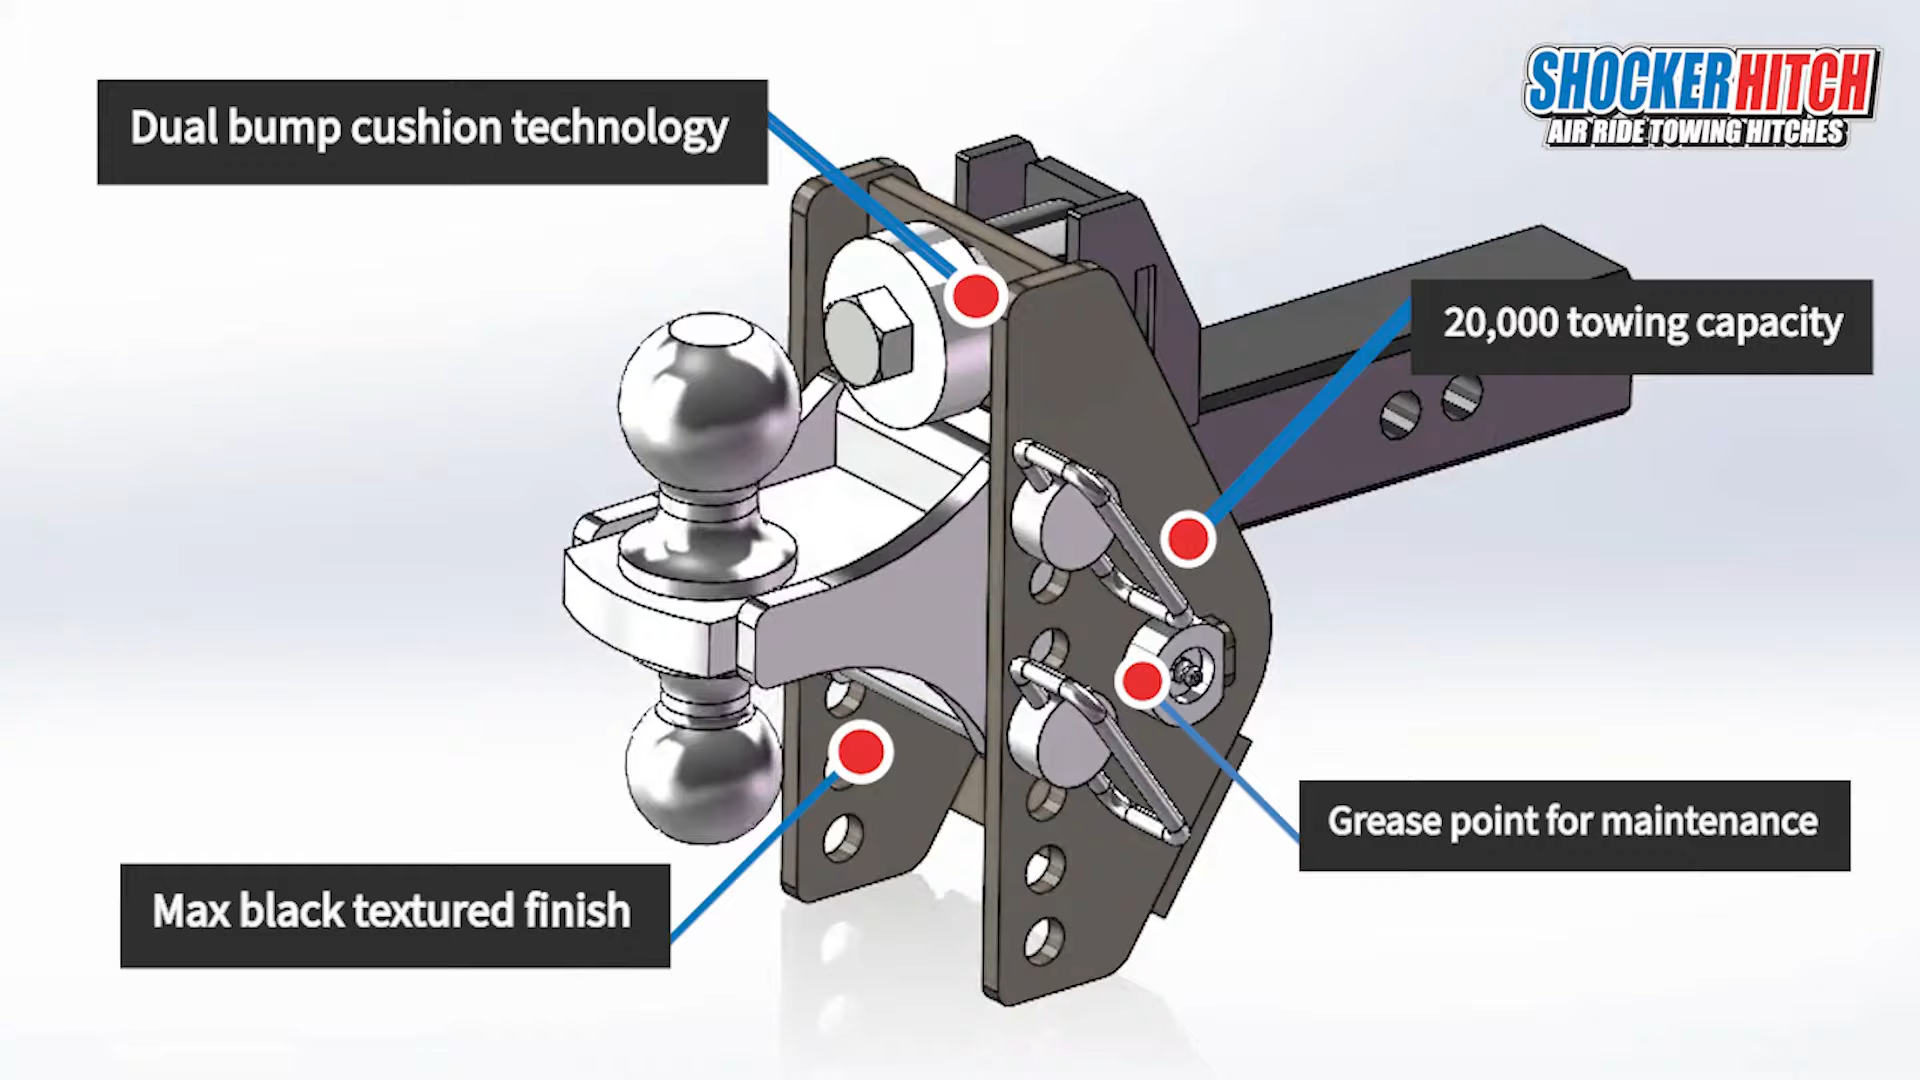 SHOCKER HITCH
AIR RIDE TOWING HITCHES
Dual bump cushion technology
20,000 towing capacity
Grease point for maintenance
Max black textured finish